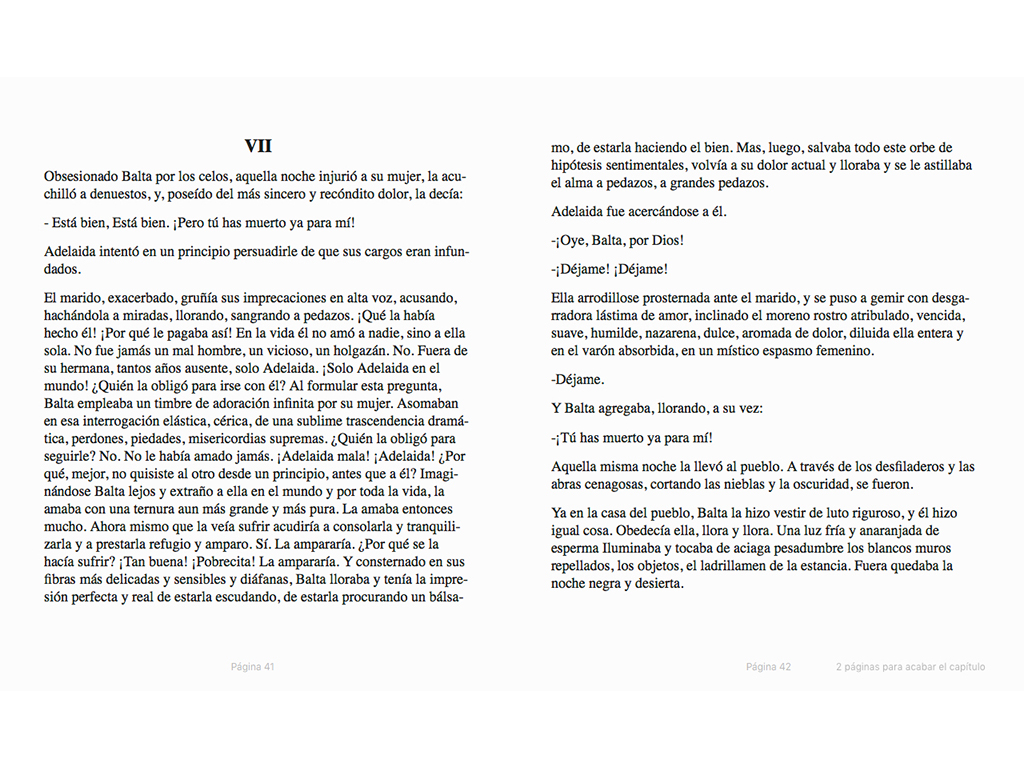 VII
Obsesionado Balta por los celos, aquella noche injurió a su mujer, la acu-
chilló a denuestos, y, poseído del más sincero y recóndito dolor, la decía:
- Está bien, Está bien. ¡Pero tú has muerto ya para mí!
Adelaida intentó en un principio persuadirle de que sus cargos eran infun-
dados.
El marido, exacerbado, gruñía sus imprecaciones en alta voz, acusando,
hachándola a miradas, llorando, sangrando a pedazos. ¡Qué la había
hecho él! ¡Por qué le pagaba así! En la vida él no amó a nadie, sino a ella
sola. No fue jamás un mal hombre, un vicioso, un holgazán. No. Fuera de
su hermana, tantos años ausente, solo Adelaida. ¡Solo Adelaida en el
mundo! ¿Quién la obligó para irse con él? Al formular esta pregunta,
Balta empleaba un timbre de adoración infinita por su mujer. Asomaban
en esa interrogación elástica, cérica, de una sublime trascendencia dramá-
tica, perdones, piedades, misericordias supremas. ¿Quién la obligó para
seguirle? No. No le había amado jamás. ¡Adelaida mala! ¡Adelaida! ¿Por
qué, mejor, no quisiste al otro desde un principio, antes que a él? Imagi-
nándose Balta lejos y extraño a ella en el mundo y por toda la vida, la
amaba con una ternura aun más grande y más pura. La amaba entonces
mucho. Ahora mismo que la veía sufrir acudiría a consolarla y tranquili-
zarla y a prestarla refugio y amparo. Sí. La ampararía. ¿Por qué se la
hacía sufrir? ¡Tan buena! ¡Pobrecita! La ampararía. Y consternado en sus
fibras más delicadas y sensibles y diáfanas, Balta lloraba y tenía la impre-
sión perfecta y real de estarla escudando, de estarla procurando un bálsa-
Página 41
mo, de estarla haciendo el bien. Mas, luego, salvaba todo este orbe de
hipótesis sentimentales, volvía a su dolor actual y lloraba y se le astillaba
el alma a pedazos, a grandes pedazos.
Adelaida fue acercándose a él.
-¡Oye, Balta, por Dios!
-¡Déjame! ¡Déjame!
Ella arrodillose prosternada ante el marido, y se puso a gemir con desga-
rradora lástima de amor, inclinado el moreno rostro atribulado, vencida,
suave, humilde, nazarena, dulce, aromada de dolor, diluida ella entera y
en el varón absorbida, en un místico espasmo femenino.
-Déjame.
Y Balta agregaba, llorando, a su vez:
-¡Tú has muerto ya para mí!
Aquella misma noche la llevó al pueblo. A través de los desfiladeros y las
abras cenagosas, cortando las nieblas y la oscuridad, se fueron.
Ya en la casa del pueblo, Balta la hizo vestir de luto riguroso, y él hizo
igual cosa. Obedecía ella, llora y llora. Una luz fría y anaranjada de
esperma Iluminaba y tocaba de aciaga pesadumbre los blancos muros
repellados, los objetos, el ladrillamen de la estancia. Fuera quedaba la
noche negra y desierta.
Página 42
2 páginas para acabar el capítulo